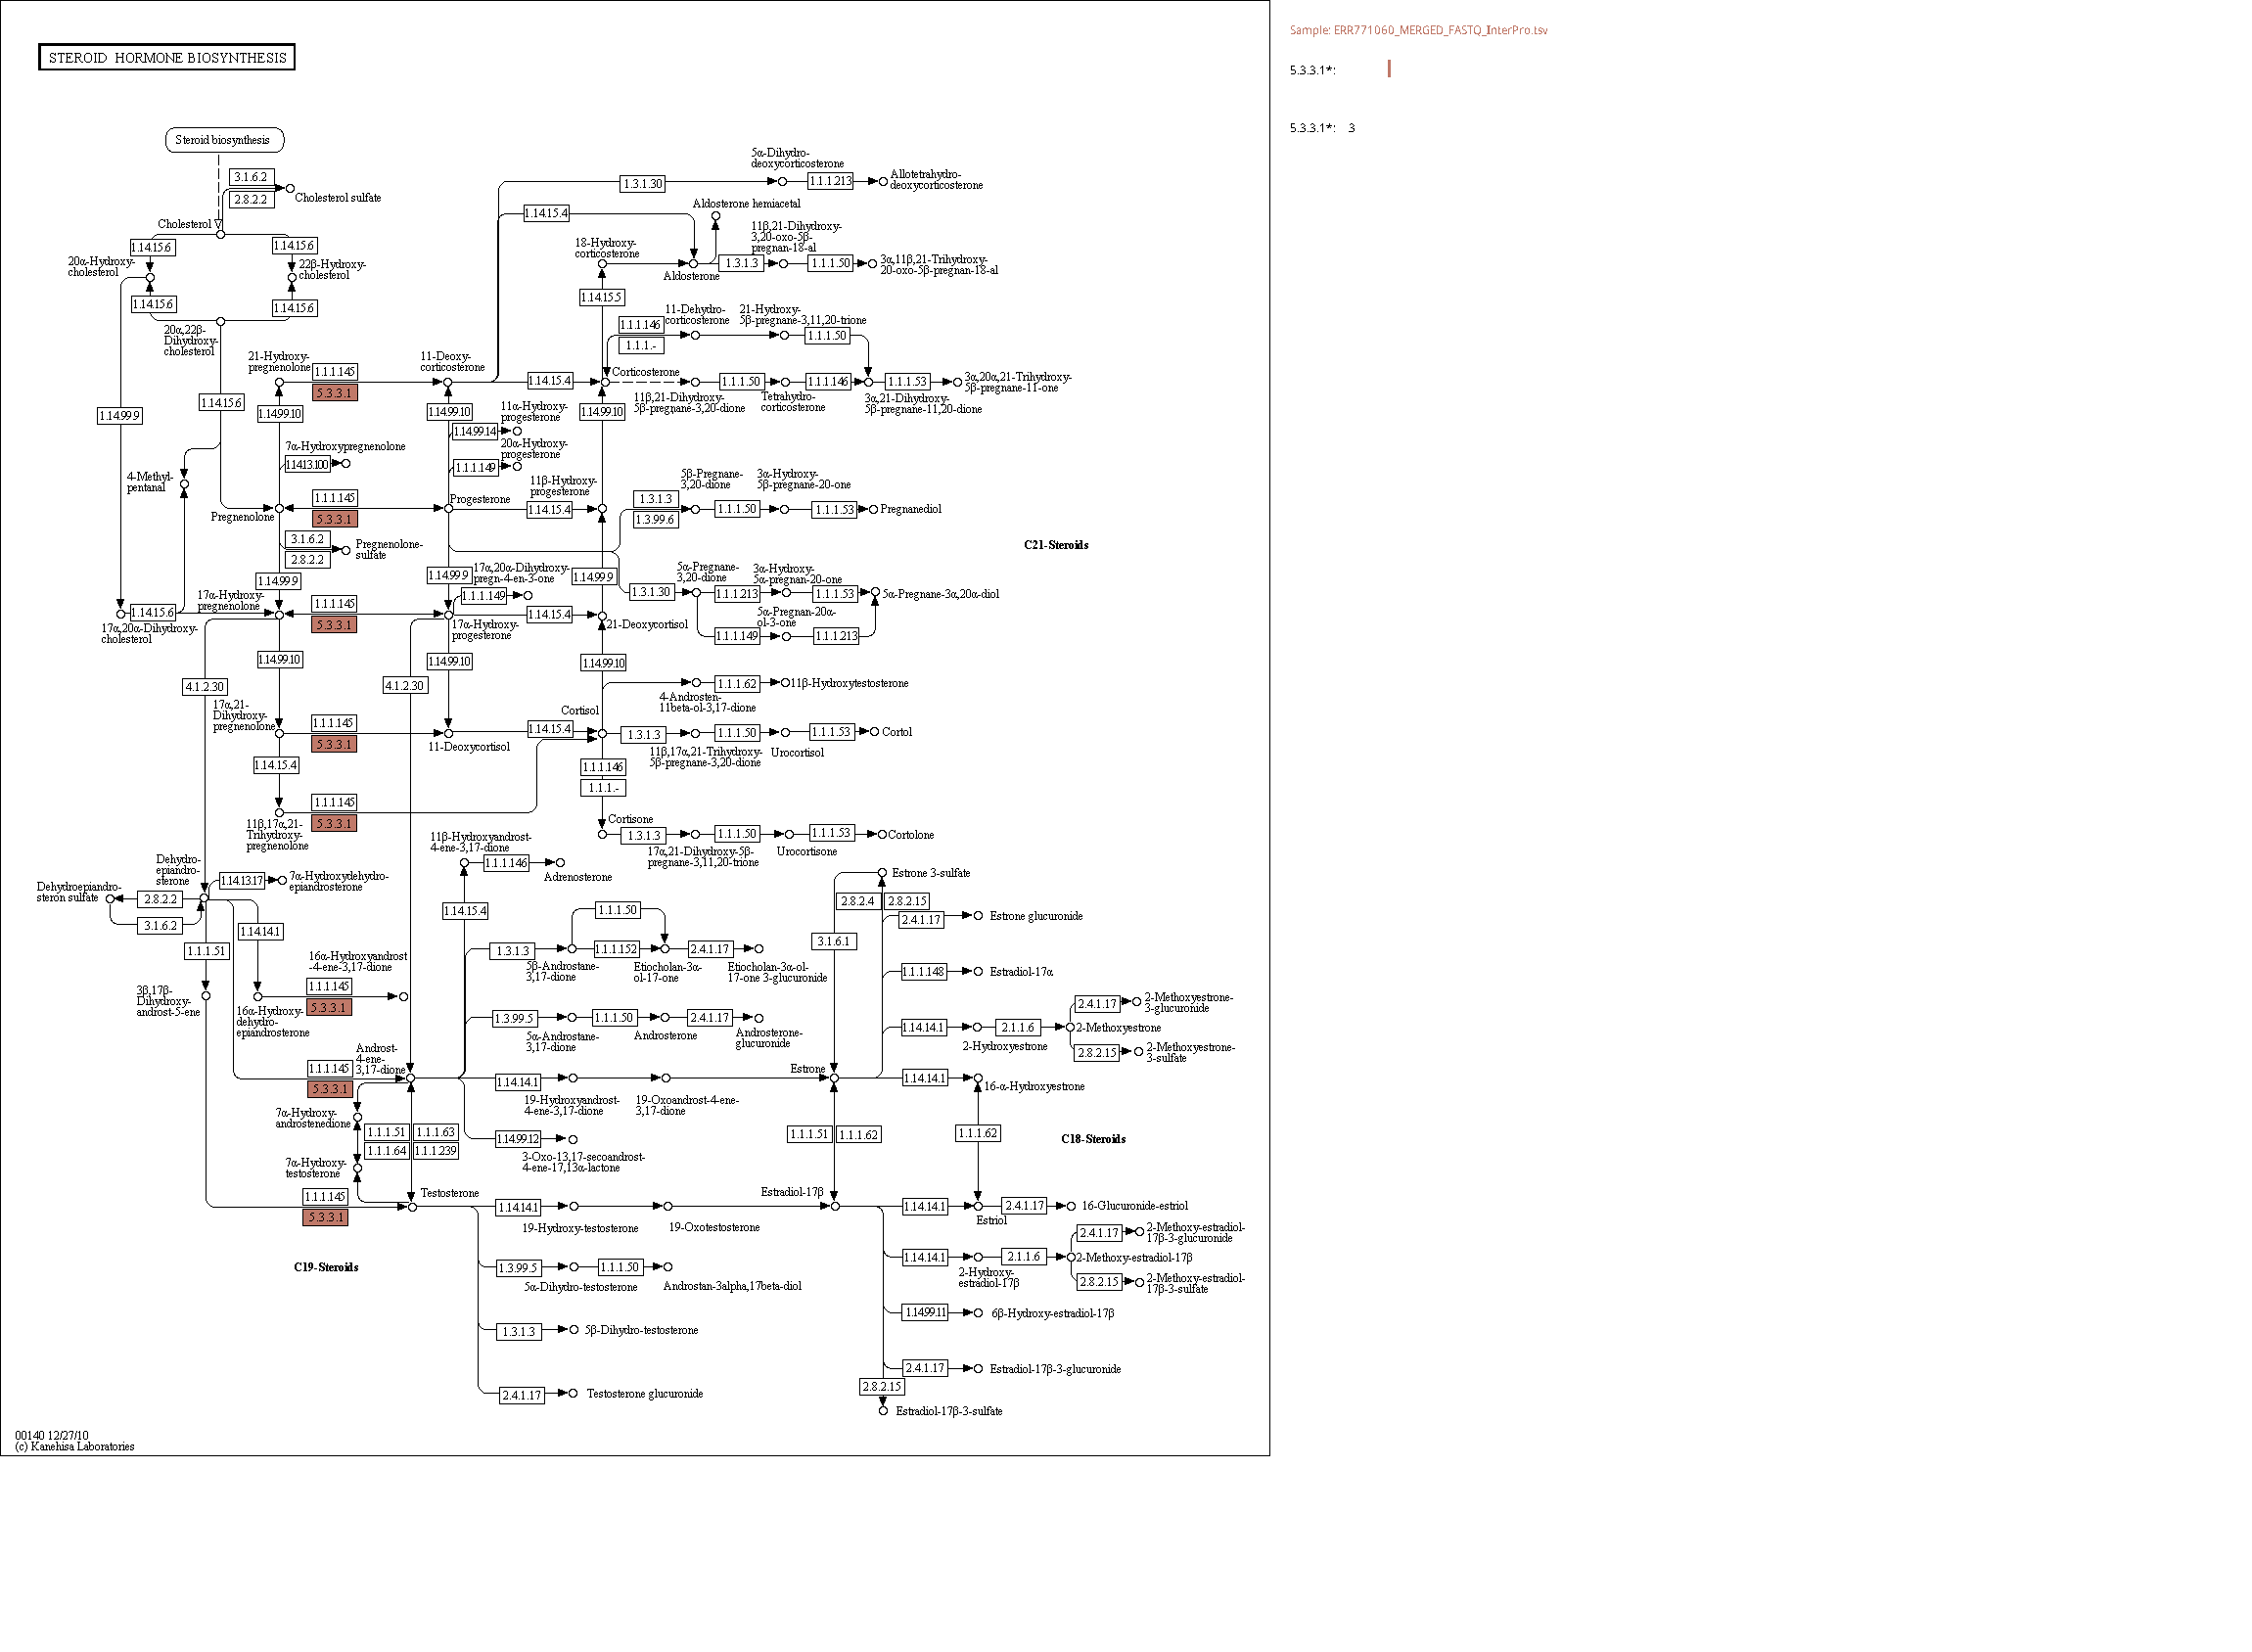 STEROID HORMONE BIOSYNTHESIS
Sample: ERR771060_MERGED_FASTQ_InterPro.tsv
5.3.3.1*:
5.3.3.1*: 3
Steroid biosynthesis
3.1.6.2
2.8.2.2
Cholesterol sulfate
Cholesterol
1.14.15.6
1.14.15.6
20α-Hydroxy-
cholesterol
22β-Hydroxy-
cholesterol
1.14.15.6
1.14.15.6
20α,22β-
Dihydroxy-
cholesterol
5α-Dihydro-
deoxycorticosterone
1.3.1.30
1.1.1.213
Allotetrahydro-
deoxycorticosterone
1.14.15.4
Aldosterone hemiacetal
18-Hydroxy-
corticosterone
11β,21-Dihydroxy-
3,20-oxo-5β-
pregnan-18-al
Aldosterone
1.3.1.3
1.1.1.50
3α,11β,21-Trihydroxy-
20-oxo-5β-pregnan-18-al
1.14.15.5
11-Dehydro-
corticosterone
21-Hydroxy-
5β-pregnane-3,11,20-trione
1.1.1.146
1.1.1.-
1.1.1.50
21-Hydroxy-
pregnenolone
1.1.1.145
5.3.3.1
11-Deoxy-
corticosterone
1.14.15.4
Corticosterone
1.1.1.50
1.1.1.146
1.1.1.53
3α,20α,21-Trihydroxy-
5β-pregnane-11-one
11β,21-Dihydroxy-
5β-pregnane-3,20-dione
Tetrahydro-
corticosterone
3α,21-Dihydroxy-
5β-pregnane-11,20-dione
1.14.99.9
1.14.15.6
1.14.99.10
1.14.99.10
1.14.99.10
11α-Hydroxy-
progesterone
1.14.99.14
20α-Hydroxy-
progesterone
1.1.1.149
7α-Hydroxypregnenolone
1.14.13.100
4-Methyl-
pentanal
Pregnenolone
1.1.1.145
5.3.3.1
Progesterone
11β-Hydroxy-
progesterone
1.14.15.4
5β-Pregnane-
3,20-dione
3α-Hydroxy-
5β-pregnane-20-one
1.3.1.3
1.3.99.6
1.1.1.50
1.1.1.53
Pregnanediol
3.1.6.2
2.8.2.2
Pregnenolone-
sulfate
C21-Steroids
1.14.99.9
1.14.99.9
1.14.99.9
17α,20α-Dihydroxy-
pregn-4-en-3-one
1.1.1.149
5α-Pregnane-
3,20-dione
3α-Hydroxy-
5α-pregnan-20-one
1.3.1.30
1.1.1.213
1.1.1.53
5α-Pregnane-3α,20α-diol
5α-Pregnan-20α-
ol-3-one
1.1.1.149
1.1.1.213
17α-Hydroxy-
pregnenolone
1.14.15.6
17α,20α-Dihydroxy-
cholesterol
1.1.1.145
5.3.3.1
17α-Hydroxy-
progesterone
1.14.15.4
21-Deoxycortisol
1.14.99.10
1.14.99.10
1.14.99.10
4.1.2.30
4.1.2.30
1.1.1.62
11β-Hydroxytestosterone
4-Androsten-
11beta-ol-3,17-dione
17α,21-
Dihydroxy-
pregnenolone
1.1.1.145
5.3.3.1
11-Deoxycortisol
1.14.15.4
Cortisol
1.3.1.3
1.1.1.50
1.1.1.53
Cortol
11β,17α,21-Trihydroxy-
5β-pregnane-3,20-dione
Urocortisol
1.14.15.4
1.1.1.146
1.1.1.-
1.1.1.145
5.3.3.1
11β,17α,21-
Trihydroxy-
pregnenolone
Cortisone
1.3.1.3
1.1.1.50
1.1.1.53
Cortolone
17α,21-Dihydroxy-5β-
pregnane-3,11,20-trione
Urocortisone
11β-Hydroxyandrost-
4-ene-3,17-dione
1.1.1.146
Adrenosterone
Dehydro-
epiandro-
sterone
1.14.13.17
7α-Hydroxydehydro-
epiandrosterone
Dehydroepiandro-
steron sulfate
2.8.2.2
3.1.6.2
1.14.14.1
1.1.1.51
1.14.15.4
Estrone 3-sulfate
2.8.2.4
2.8.2.15
2.4.1.17
Estrone glucuronide
3.1.6.1
1.1.1.50
1.3.1.3
1.1.1.152
2.4.1.17
5β-Androstane-
3,17-dione
Etiocholan-3α-
ol-17-one
Etiocholan-3α-ol-
17-one 3-glucuronide
1.1.1.148
Estradiol-17α
16α-Hydroxyandrost
-4-ene-3,17-dione
1.1.1.145
5.3.3.1
3β,17β-
Dihydroxy-
androst-5-ene
16α-Hydroxy-
dehydro-
epiandrosterone
1.3.99.5
1.1.1.50
2.4.1.17
5α-Androstane-
3,17-dione
Androsterone
Androsterone-
glucuronide
2.4.1.17
2-Methoxyestrone-
3-glucuronide
1.14.14.1
2.1.1.6
2-Methoxyestrone
2-Hydroxyestrone
2.8.2.15
2-Methoxyestrone-
3-sulfate
Androst-
4-ene-
3,17-dione
1.1.1.145
5.3.3.1
1.14.14.1
19-Hydroxyandrost-
4-ene-3,17-dione
19-Oxoandrost-4-ene-
3,17-dione
Estrone
1.14.14.1
16-α-Hydroxyestrone
7α-Hydroxy-
androstenedione
1.1.1.51
1.1.1.63
1.1.1.64
1.1.1.239
1.14.99.12
3-Oxo-13,17-secoandrost-
4-ene-17,13α-lactone
1.1.1.51
1.1.1.62
1.1.1.62
C18-Steroids
7α-Hydroxy-
testosterone
1.1.1.145
5.3.3.1
Testosterone
1.14.14.1
19-Hydroxy-testosterone
19-Oxotestosterone
Estradiol-17β
1.14.14.1
Estriol
2.4.1.17
16-Glucuronide-estriol
2.4.1.17
2-Methoxy-estradiol-
17β-3-glucuronide
C19-Steroids
1.3.99.5
1.1.1.50
5α-Dihydro-testosterone
Androstan-3alpha,17beta-diol
1.14.14.1
2.1.1.6
2-Methoxy-estradiol-17β
2-Hydroxy-
estradiol-17β
2.8.2.15
2-Methoxy-estradiol-
17β-3-sulfate
1.14.99.11
6β-Hydroxy-estradiol-17β
1.3.1.3
5β-Dihydro-testosterone
2.4.1.17
Estradiol-17β-3-glucuronide
2.4.1.17
Testosterone glucuronide
2.8.2.15
Estradiol-17β-3-sulfate
00140 12/27/10
(c) Kanehisa Laboratories